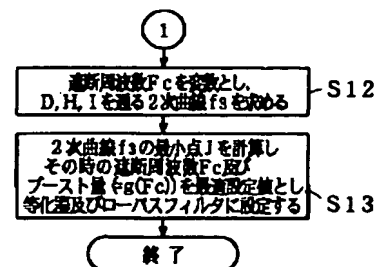 1
遮断周波数Fcを変数とし、
D,H,Iを通る2次曲線fsを求める
S12
2次曲線fsの最小点Jを計算し
その時の遮断周波数Fc及び
ブースト量(=g(Fc))を最適設定値とし、
等化器及びローパスフィルタに設定する
S13
終了